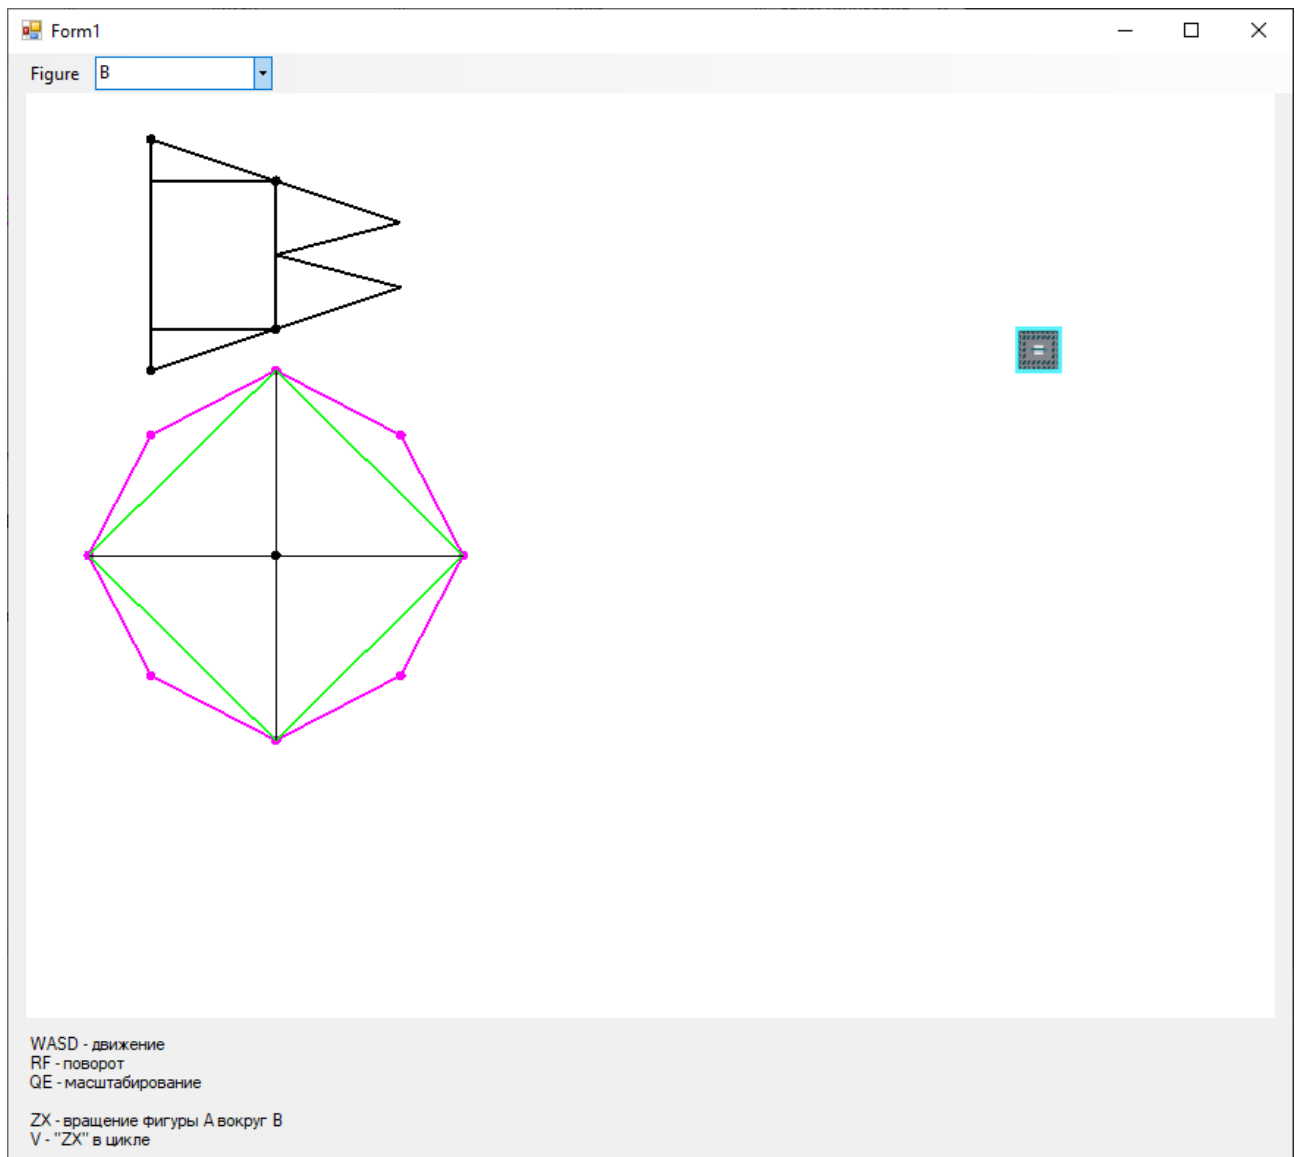 Form1
Figure B
WASD - движение
RF - поворот
QE - масштабирование
ZX - вращение фигуры A вокруг B
V - "ZX" в цикле